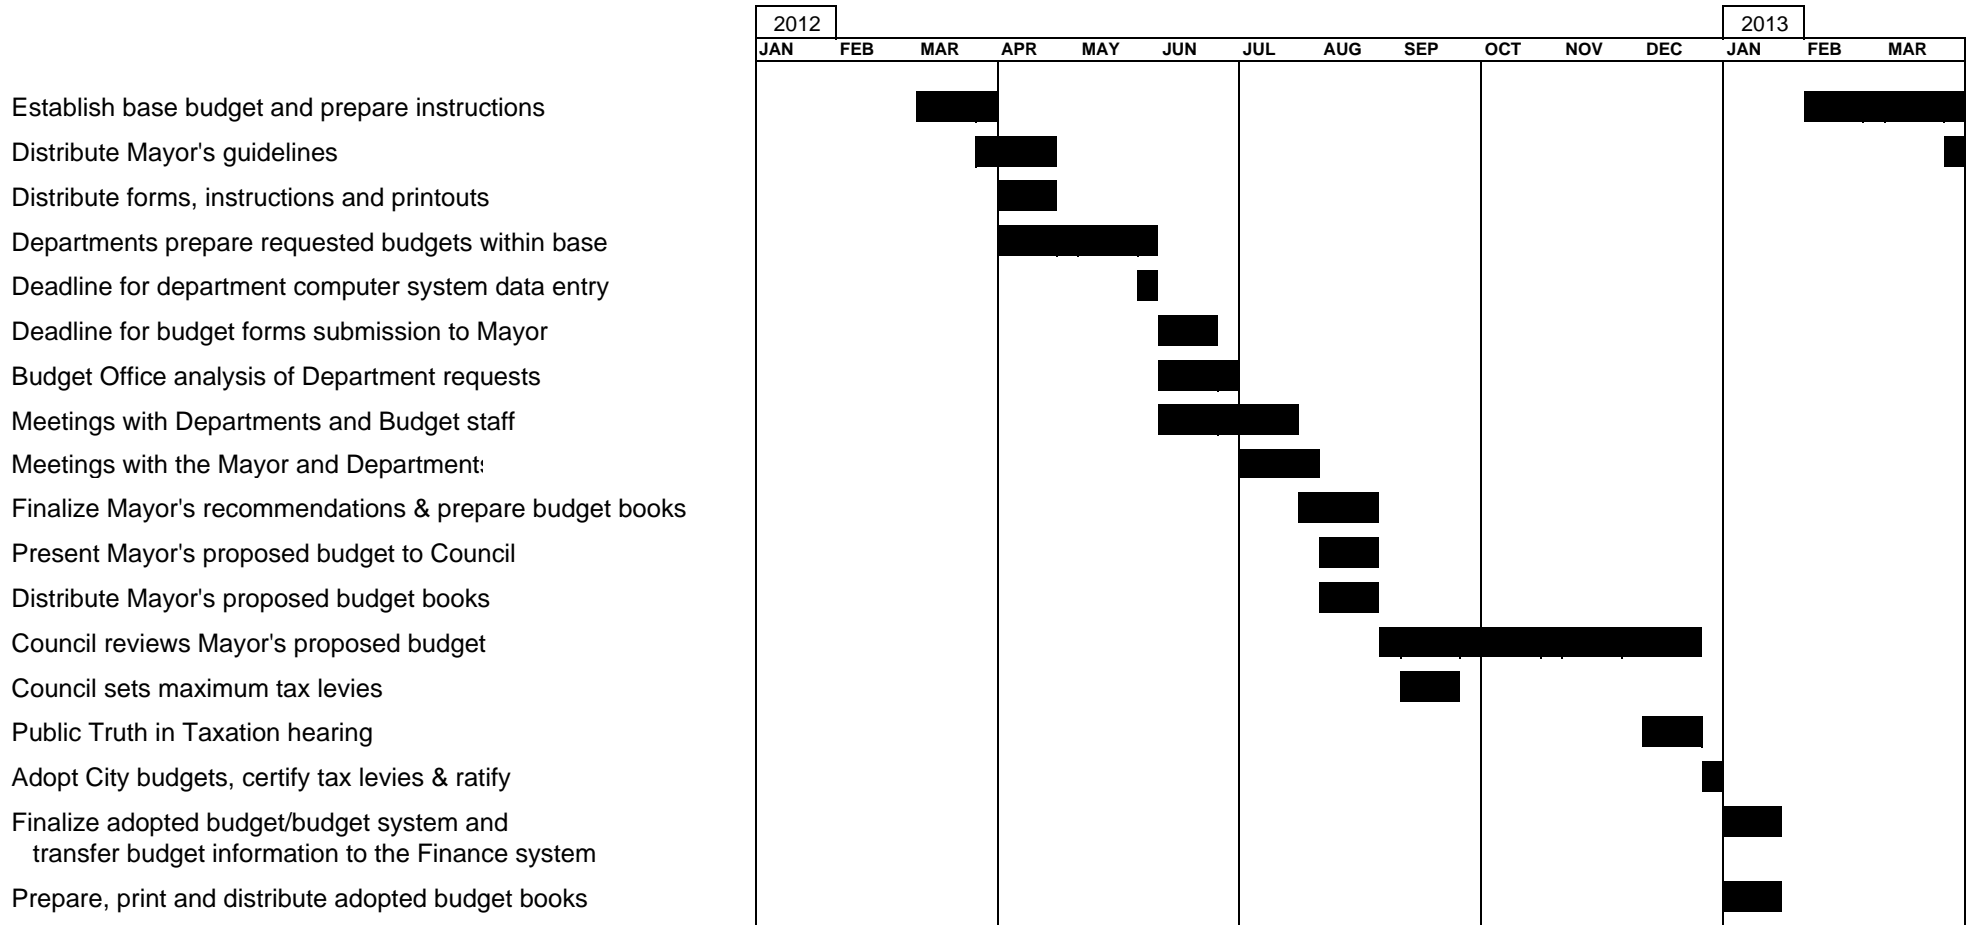 2012 2013
JAN FEB MAR APR MAY JUN JUL AUG SEP OCT NOV DEC JAN FEB MAR
Establish base budget and prepare instructions
Distribute Mayor's guidelines
Distribute forms, instructions and printouts
Departments prepare requested budgets within base
Deadline for department computer system data entry
Deadline for budget forms submission to Mayor
Budget Office analysis of Department requests
Meetings with Departments and Budget staff
Meetings with the Mayor and Departments
Finalize Mayor's recommendations & prepare budget books
Present Mayor's proposed budget to Council
Distribute Mayor's proposed budget books
Council reviews Mayor's proposed budget
Council sets maximum tax levies
Public Truth in Taxation hearing
Adopt City budgets, certify tax levies & ratify
Finalize adopted budget/budget system and
transfer budget information to the Finance system
Prepare, print and distribute adopted budget books